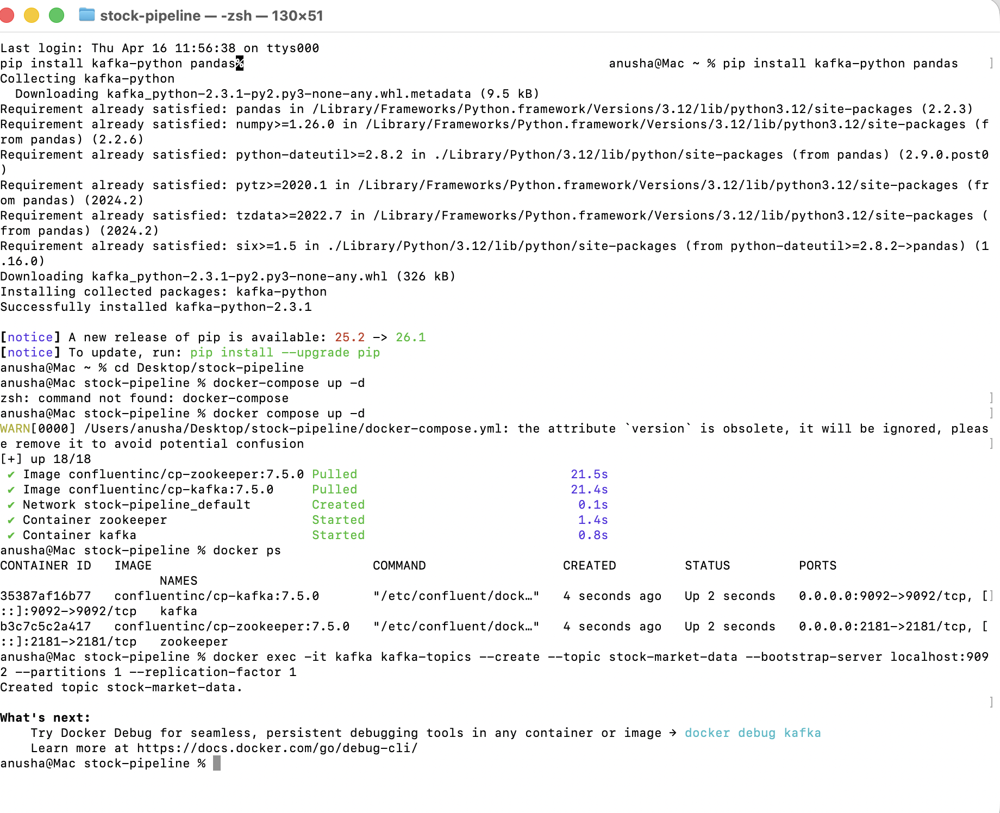 stock-pipeline — -zsh — 130×51
Last login: Thu Apr 16 11:56:38 on ttys000
pip install kafka-python pandas% anusha@Mac ~ % pip install kafka-python pandas ]
Collecting kafka-python
  Downloading kafka_python-2.3.1-py2.py3-none-any.whl.metadata (9.5 kB)
Requirement already satisfied: pandas in /Library/Frameworks/Python.framework/Versions/3.12/lib/python3.12/site-packages (2.2.3)
Requirement already satisfied: numpy>=1.26.0 in /Library/Frameworks/Python.framework/Versions/3.12/lib/python3.12/site-packages (f
rom pandas) (2.2.6)
Requirement already satisfied: python-dateutil>=2.8.2 in ./Library/Python/3.12/lib/python/site-packages (from pandas) (2.9.0.post0
)
Requirement already satisfied: pytz>=2020.1 in /Library/Frameworks/Python.framework/Versions/3.12/lib/python3.12/site-packages (fr
om pandas) (2024.2)
Requirement already satisfied: tzdata>=2022.7 in /Library/Frameworks/Python.framework/Versions/3.12/lib/python3.12/site-packages (
from pandas) (2024.2)
Requirement already satisfied: six>=1.5 in ./Library/Python/3.12/lib/python/site-packages (from python-dateutil>=2.8.2->pandas) (1
.16.0)
Downloading kafka_python-2.3.1-py2.py3-none-any.whl (326 kB)
Installing collected packages: kafka-python
Successfully installed kafka-python-2.3.1
[notice] A new release of pip is available: 25.2 -> 26.1
[notice] To update, run: pip install --upgrade pip
anusha@Mac ~ % cd Desktop/stock-pipeline
anusha@Mac stock-pipeline % docker-compose up -d
zsh: command not found: docker-compose ]
anusha@Mac stock-pipeline % docker compose up -d ]
WARN[0000] /Users/anusha/Desktop/stock-pipeline/docker-compose.yml: the attribute `version` is obsolete, it will be ignored, pleas
e remove it to avoid potential confusion ]
[+] up 18/18
 ✔ Image confluentinc/cp-zookeeper:7.5.0 Pulled 21.5s
 ✔ Image confluentinc/cp-kafka:7.5.0 Pulled 21.4s
 ✔ Network stock-pipeline_default Created 0.1s
 ✔ Container zookeeper Started 1.4s
 ✔ Container kafka Started 0.8s
anusha@Mac stock-pipeline % docker ps
CONTAINER ID   IMAGE   COMMAND   CREATED   STATUS   PORTS
NAMES
35387af16b77   confluentinc/cp-kafka:7.5.0   "/etc/confluent/dock…"   4 seconds ago   Up 2 seconds   0.0.0.0:9092->9092/tcp, []
::]:9092->9092/tcp   kafka
b3c7c5c2a417   confluentinc/cp-zookeeper:7.5.0   "/etc/confluent/dock…"   4 seconds ago   Up 2 seconds   0.0.0.0:2181->2181/tcp, [
::]:2181->2181/tcp   zookeeper
anusha@Mac stock-pipeline % docker exec -it kafka kafka-topics --create --topic stock-market-data --bootstrap-server localhost:909
2 --partitions 1 --replication-factor 1
Created topic stock-market-data.
]
What's next:
    Try Docker Debug for seamless, persistent debugging tools in any container or image → docker debug kafka
    Learn more at https://docs.docker.com/go/debug-cli/
anusha@Mac stock-pipeline %